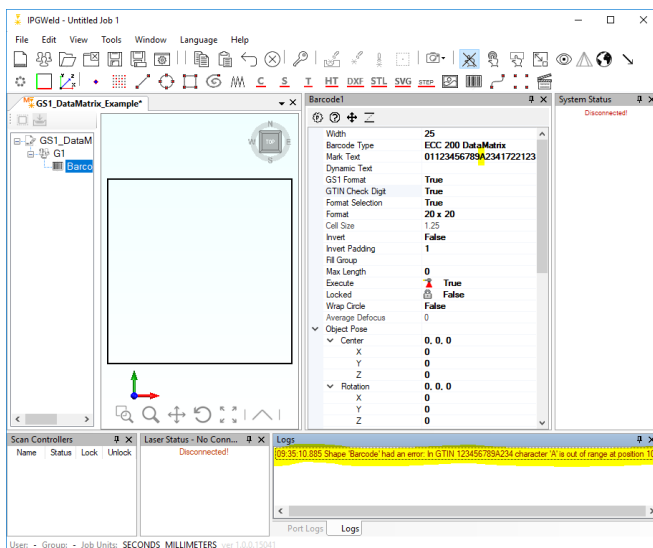 IPGWeld - Untitled Job 1
File Edit View Tools Window Language Help
C S T HT DXF STL SVG STEP
GS1_DataMatrix_Example*
GS1_DataM
G1
Barco
N
W TOP E
S
Barcode1
Width 25
Barcode Type ECC 200 DataMatrix
Mark Text 01123456789A2341722123
Dynamic Text
GS1 Format True
GTIN Check Digit True
Format Selection True
Format 20 x 20
Cell Size 1.25
Invert False
Invert Padding 1
Fill Group
Max Length 0
Execute True
Locked False
Wrap Circle False
Average Defocus 0
Object Pose
Center 0, 0, 0
X 0
Y 0
Z 0
Rotation 0, 0, 0
X 0
Y 0
Z 0
System Status
Disconnected!
Scan Controllers
Name Status Lock Unlock
Laser Status - No Conn...
Disconnected!
Logs
09:35:10.885 Shape 'Barcode' had an error: In GTIN 123456789A234 character 'A' is out of range at position 10
Port Logs Logs
User: - Group: - Job Units: SECONDS MILLIMETERS ver 1.0.0.15041